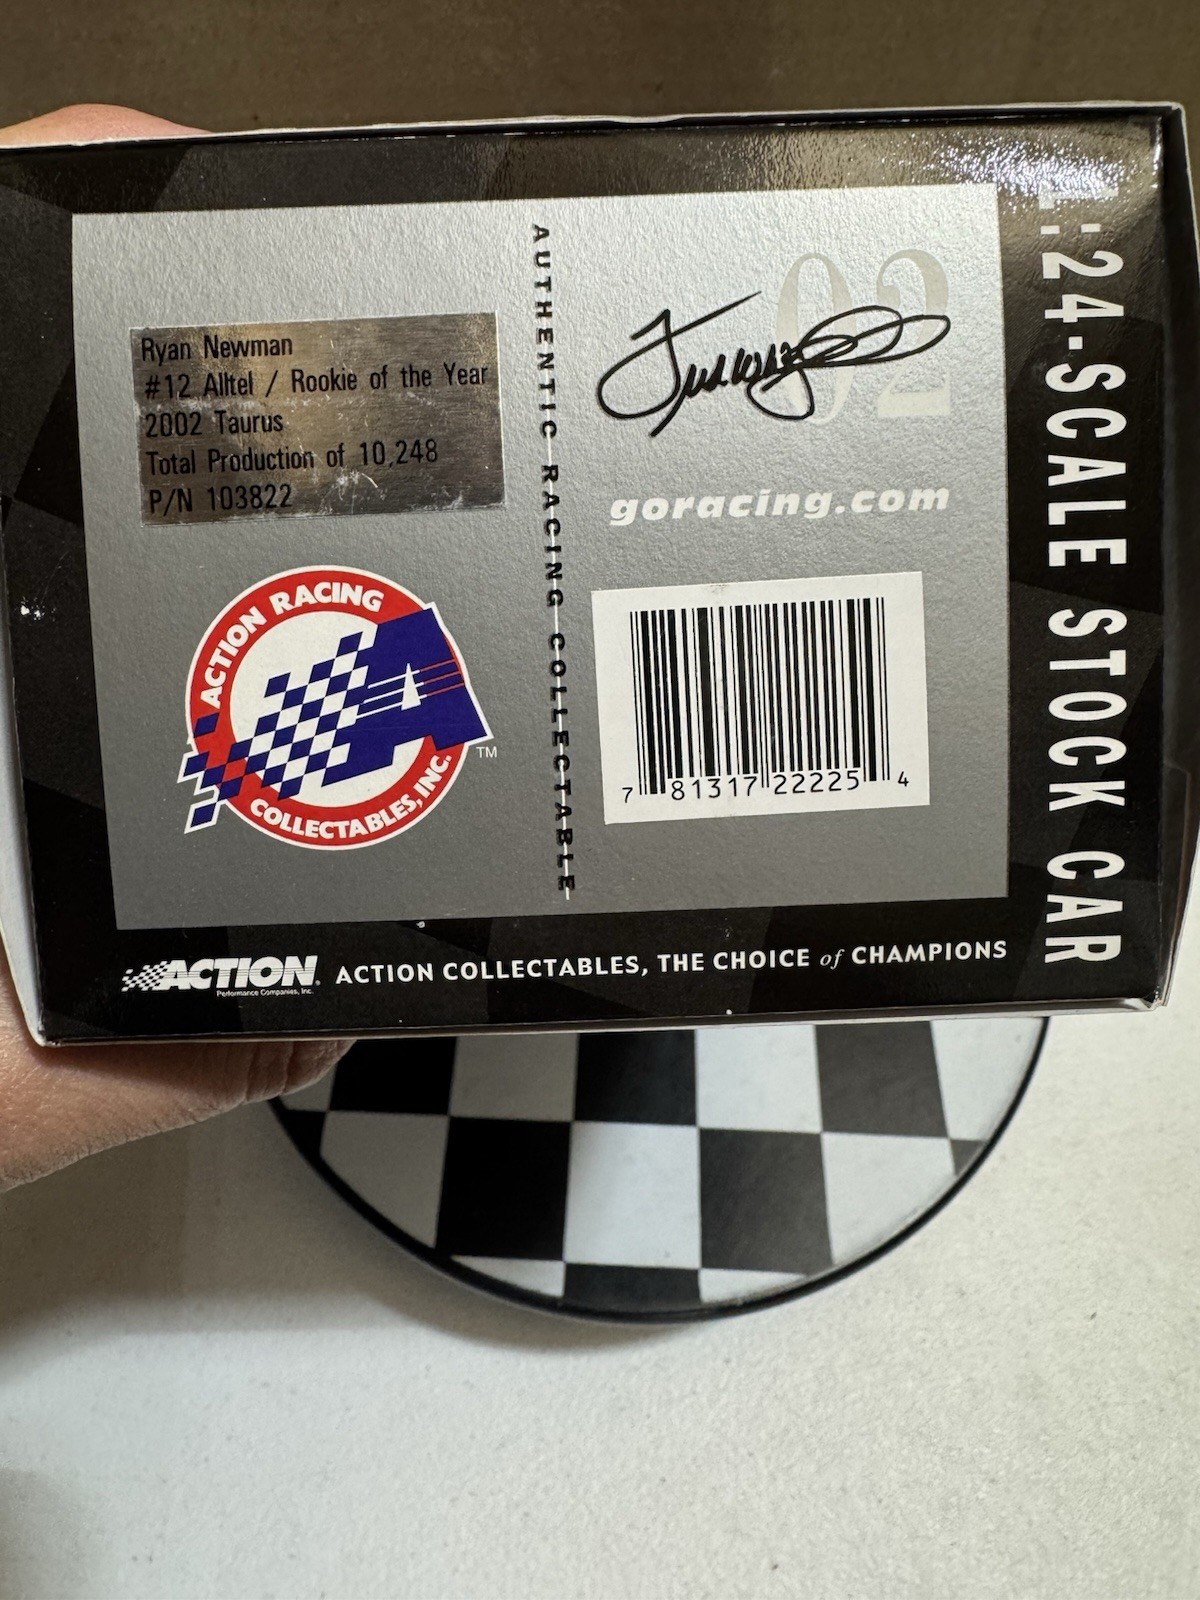 Ryan Newman
#12 Alltel / Rookie of the Year
2002 Taurus
Total Production of 10,248
P/N 103822
ACTION RACING
COLLECTABLES, INC.
A
TM
AUTHENTIC RACING COLLECTABLE
02
goracing.com
7 81317 22225 4
1:24-SCALE STOCK CAR
ACTION
Performance Companies, Inc.
ACTION COLLECTABLES, THE CHOICE of CHAMPIONS